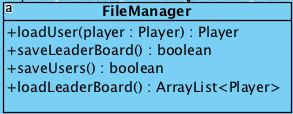 a
FileManager
+loadUser(player : Player) : Player
+saveLeaderBoard() : boolean
+saveUsers() : boolean
+loadLeaderBoard() : ArrayList<Player>